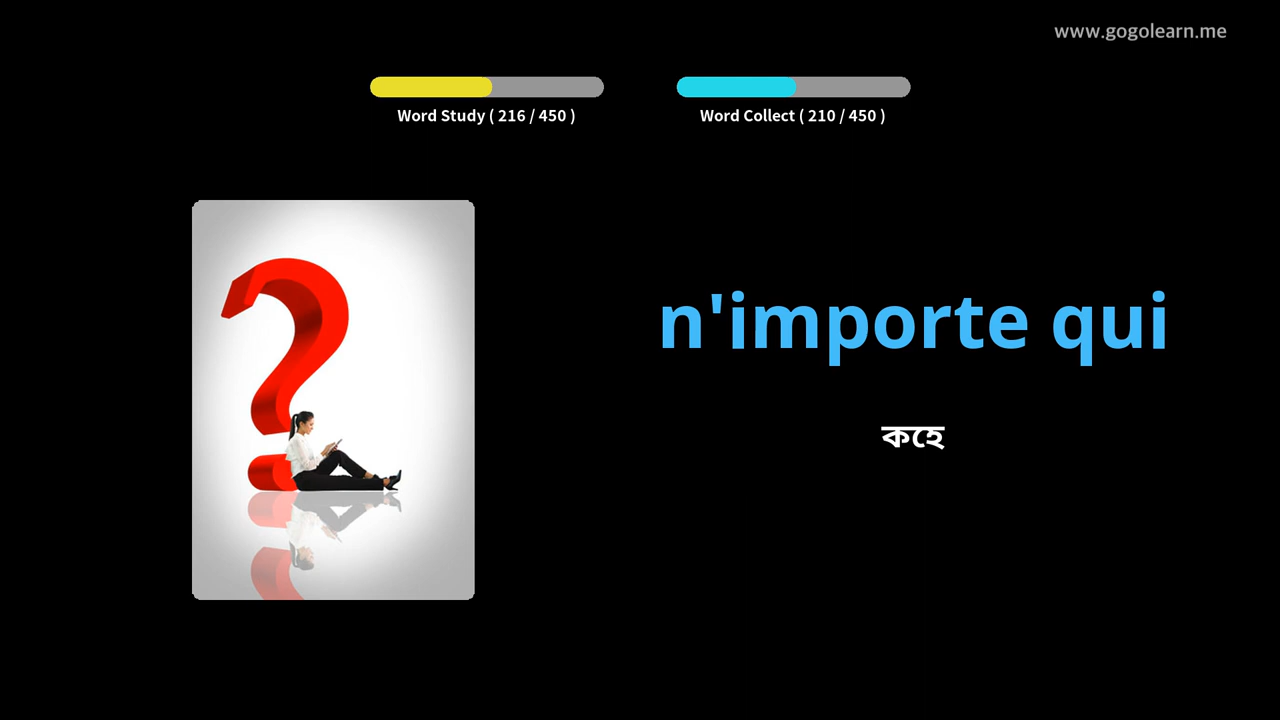 www.gogolearn.me
Word Study ( 216 / 450 )
Word Collect ( 210 / 450 )
n'importe qui
কহে